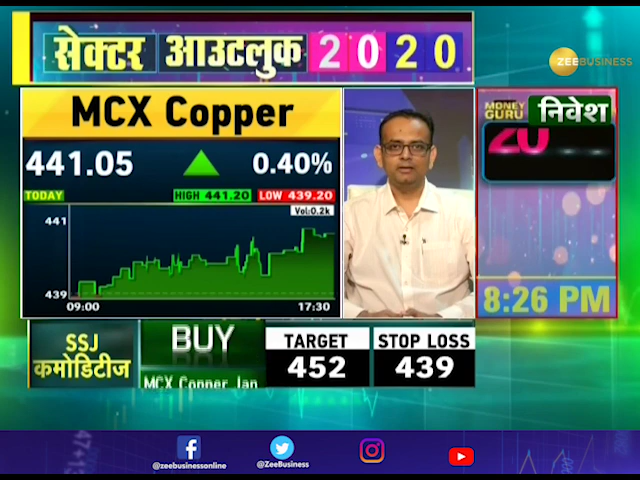 सेक्टर आउटलुक 2020
ZEEBUSINESS
MCX Copper
441.05 0.40%
TODAY HIGH 441.20 LOW 439.20
Vol:0.2k
441
439
09:00 17:30
MONEY GURU निवेश
20
8:26 PM
SSJ कमोडिटीज
BUY
MCX Copper Jan
TARGET
452
STOP LOSS
439
@zeebusinessonline
@ZeeBusiness